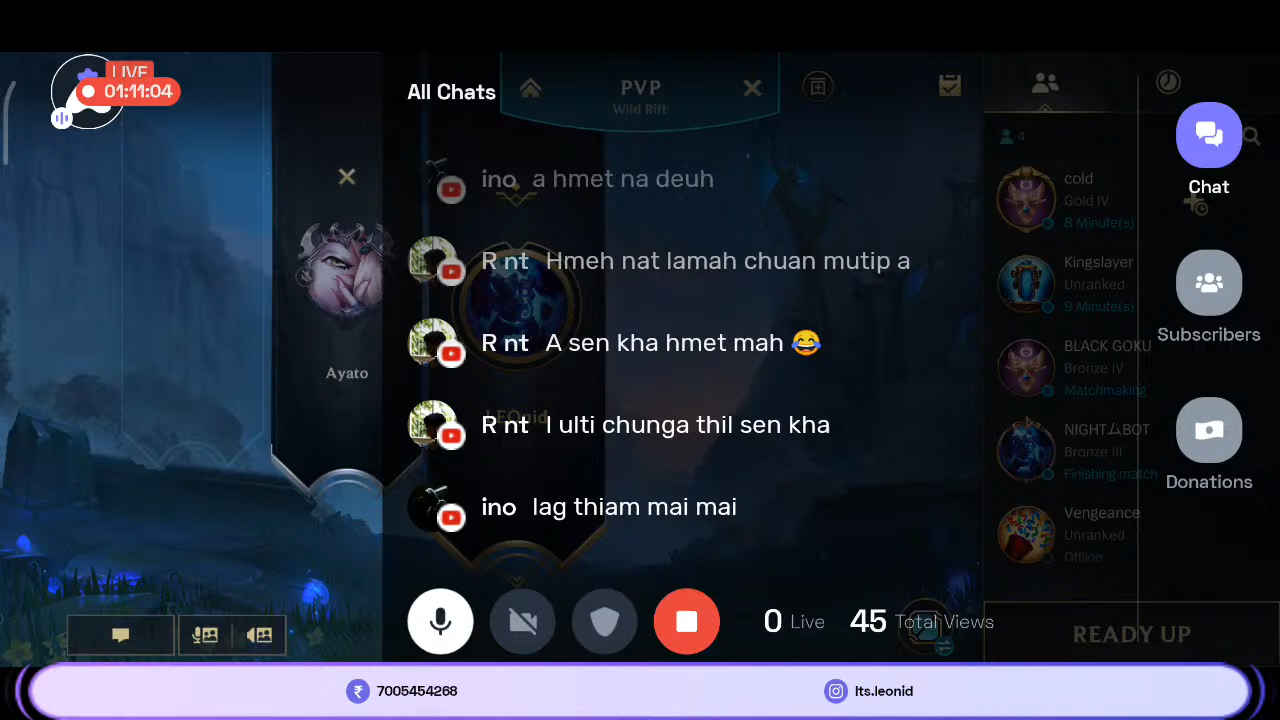 LIVE
01:11:04
All Chats
PVP
Wild Rift
ino a hmet na deuh
R nt Hmeh nat lamah chuan mutip a
R nt A sen kha hmet mah 😂
R nt I ulti chunga thil sen kha
ino lag thiam mai mai
Ayato
LEOnid
4
cold
Gold IV
8 Minute(s)
Kingslayer
Unranked
9 Minute(s)
BLACK GOKU
Bronze IV
Matchmaking
NIGHTムBOT
Bronze III
Finishing match
Vengeance
Unranked
Offline
Chat
Subscribers
Donations
0 Live 45 Total Views
READY UP
₹ 7005454268
Its.leonid